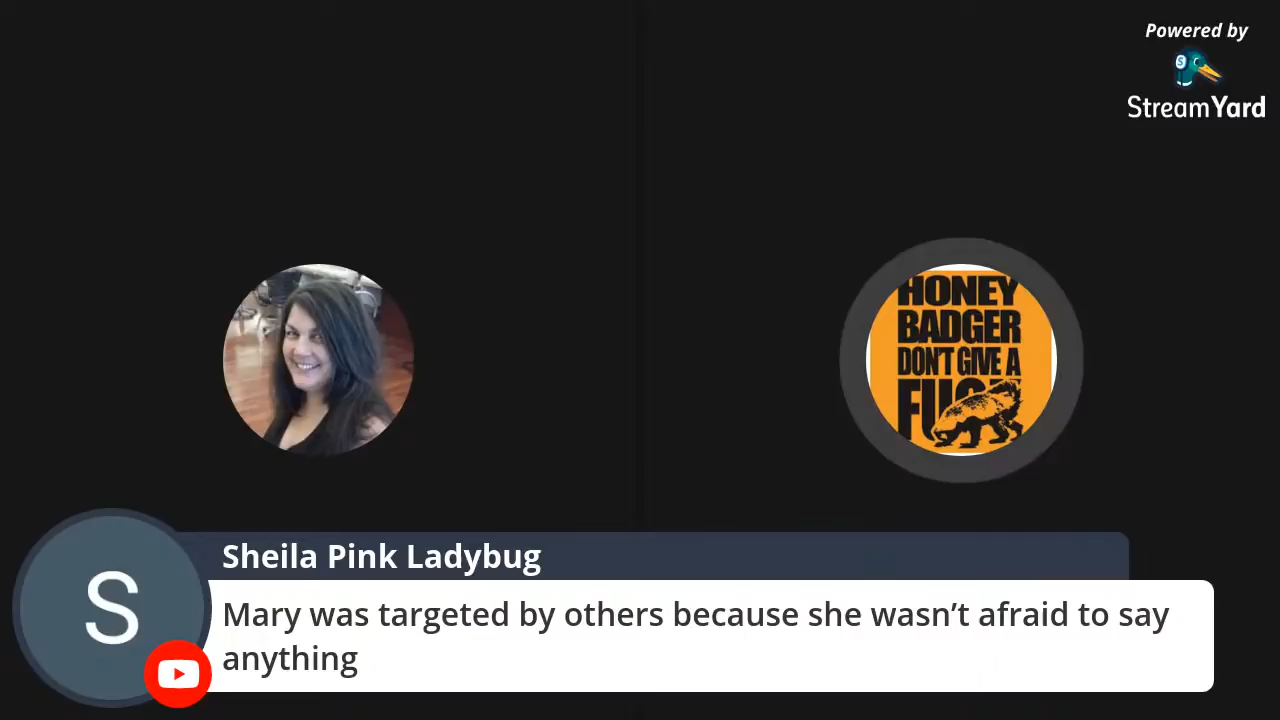 Powered by
S
StreamYard
HONEY
BADGER
DON'T GIVE A
FUC
Sheila Pink Ladybug
S
Mary was targeted by others because she wasn’t afraid to say
anything